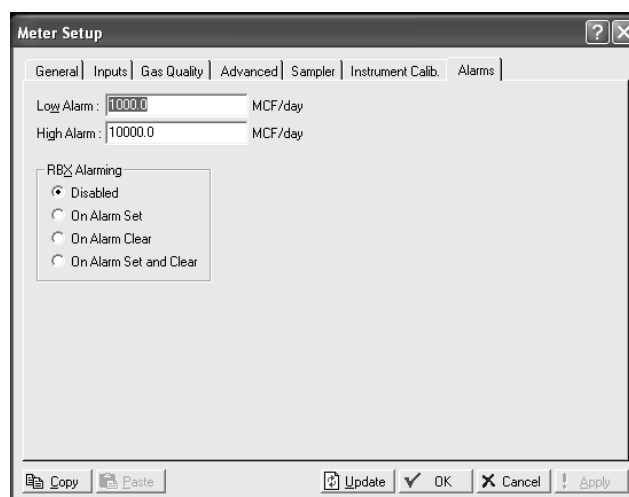 Meter Setup
General Inputs Gas Quality Advanced Sampler Instrument Calib. Alarms
Low Alarm : 1000.0 MCF/day
High Alarm : 10000.0 MCF/day
RBX Alarming
Disabled
On Alarm Set
On Alarm Clear
On Alarm Set and Clear
Copy Paste Update OK Cancel ! Apply